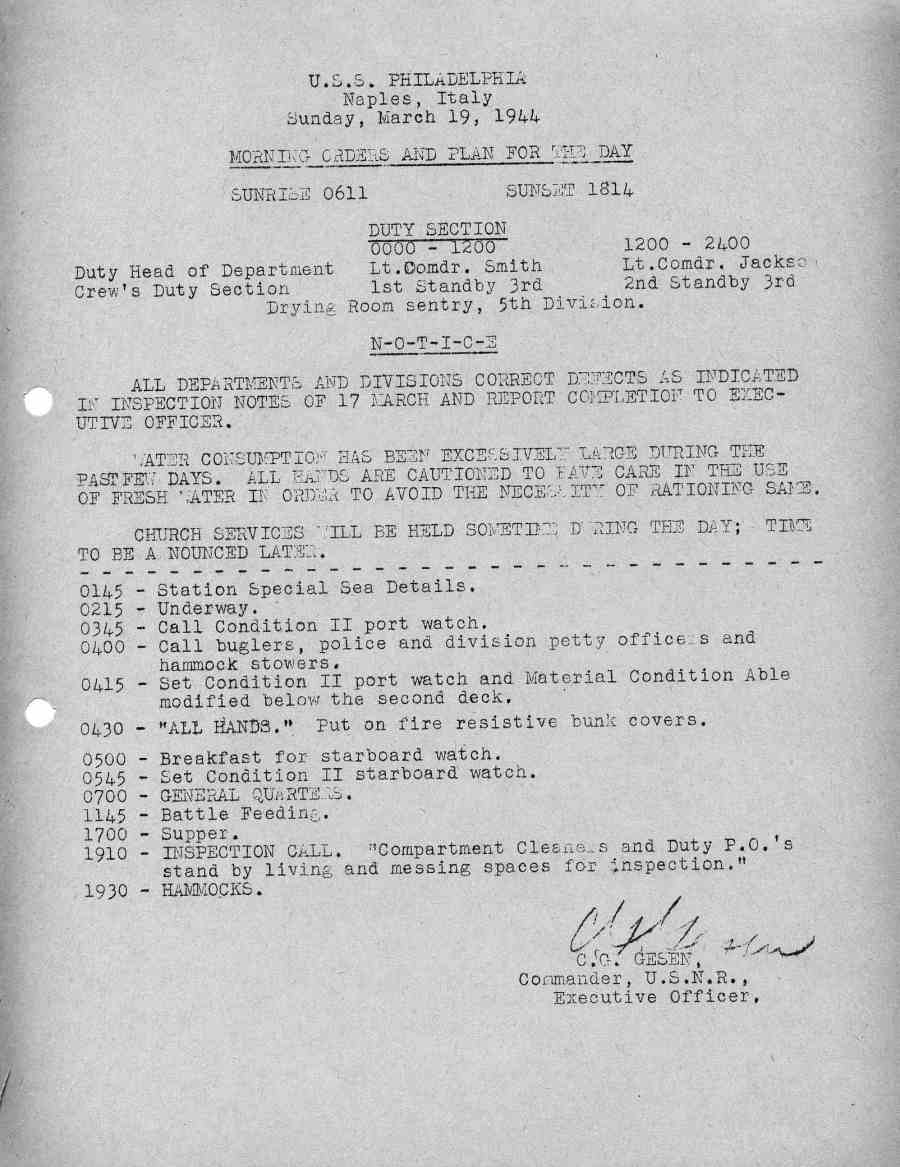 U.S.S. PHILADELPHIA
Naples, Italy
Sunday, March 19, 1944
MORNING ORDERS AND PLAN FOR THE DAY
SUNRISE 0611 SUNSET 1814
DUTY SECTION
0000 - 1200 1200 - 2400
Duty Head of Department Lt.Comdr. Smith Lt.Comdr. Jackso
Crew's Duty Section 1st Standby 3rd 2nd Standby 3rd
Drying Room sentry, 5th Division.
N-O-T-I-C-E
ALL DEPARTMENTS AND DIVISIONS CORRECT DEFECTS AS INDICATED
IN INSPECTION NOTES OF 17 MARCH AND REPORT COMPLETION TO EXEC-
UTIVE OFFICER.
WATER CONSUMPTION HAS BEEN EXCESSIVELY LARGE DURING THE
PAST FEW DAYS. ALL HANDS ARE CAUTIONED TO HAVE CARE IN THE USE
OF FRESH WATER IN ORDER TO AVOID THE NECESSITY OF RATIONING SAME.
CHURCH SERVICES WILL BE HELD SOMETIME DURING THE DAY; TIME
TO BE A NOUNCED LATER.
- - - - - - - - - - - - - - - - - - - - - - - - - - - - - - - - - -
0145 - Station Special Sea Details.
0215 - Underway.
0345 - Call Condition II port watch.
0400 - Call buglers, police and division petty officers and
hammock stowers.
0415 - Set Condition II port watch and Material Condition Able
modified below the second deck.
0430 - "ALL HANDS." Put on fire resistive bunk covers.
0500 - Breakfast for starboard watch.
0545 - Set Condition II starboard watch.
0700 - GENERAL QUARTERS.
1145 - Battle Feeding.
1700 - Supper.
1910 - INSPECTION CALL. "Compartment Cleaners and Duty P.O.'s
stand by living and messing spaces for inspection."
1930 - HAMMOCKS.
C.G. GESEN,
Commander, U.S.N.R.,
Executive Officer.